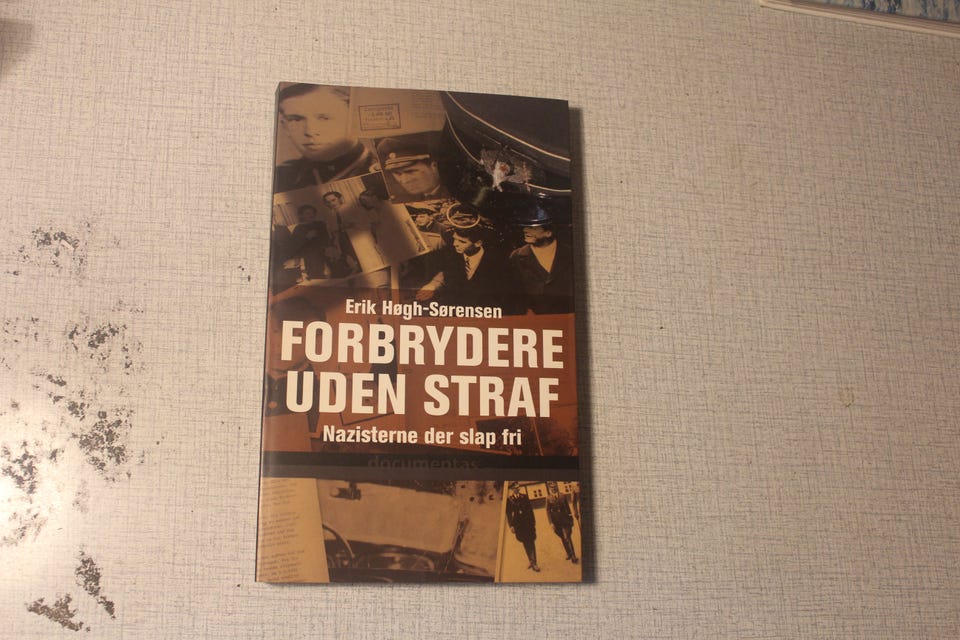 Erik Høgh-Sørensen
FORBRYDERE
UDEN STRAF
Nazisterne der slap fri
documentas